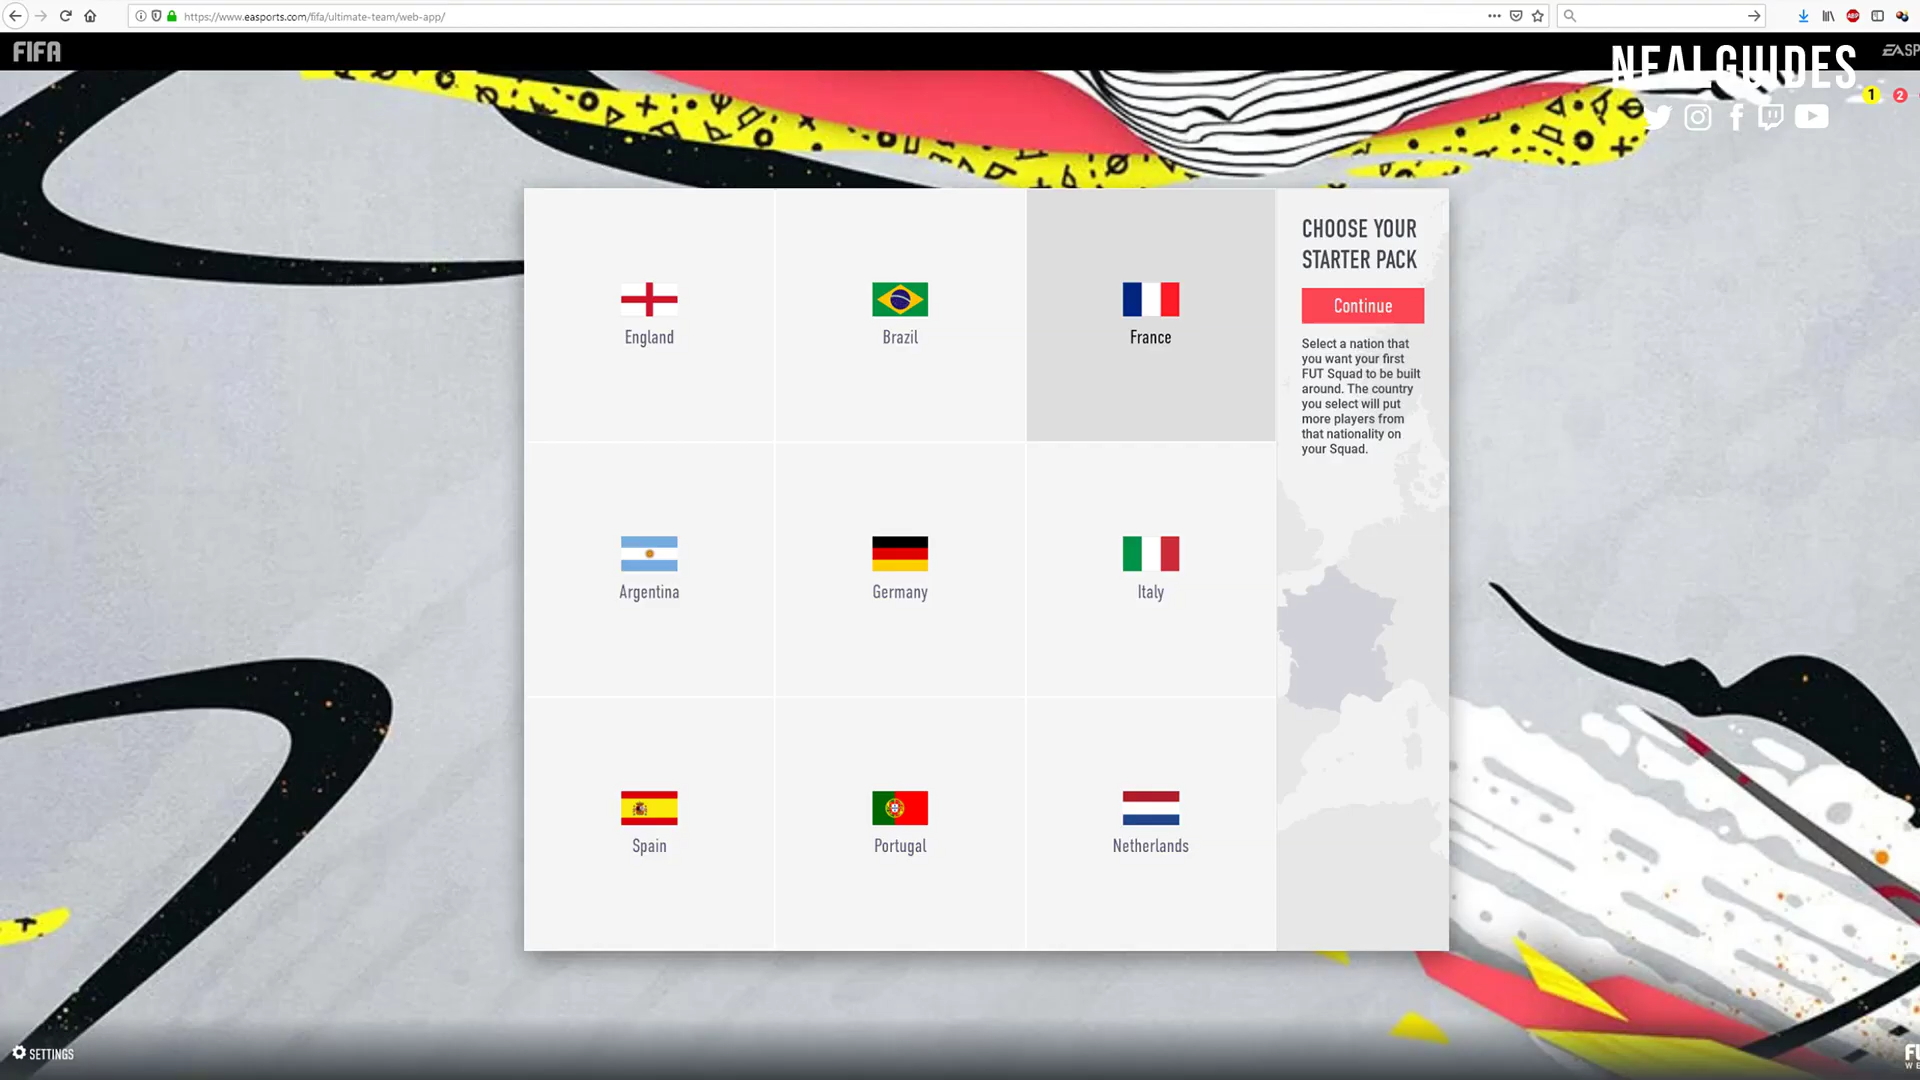 https://www.easports.com/fifa/ultimate-team/web-app/
FIFA
NEALGUIDES
1
2
England
Brazil
France
CHOOSE YOUR
STARTER PACK
Continue
Select a nation that
you want your first
FUT Squad to be built
around. The country
you select will put
more players from
that nationality on
your Squad.
Argentina
Germany
Italy
Spain
Portugal
Netherlands
SETTINGS